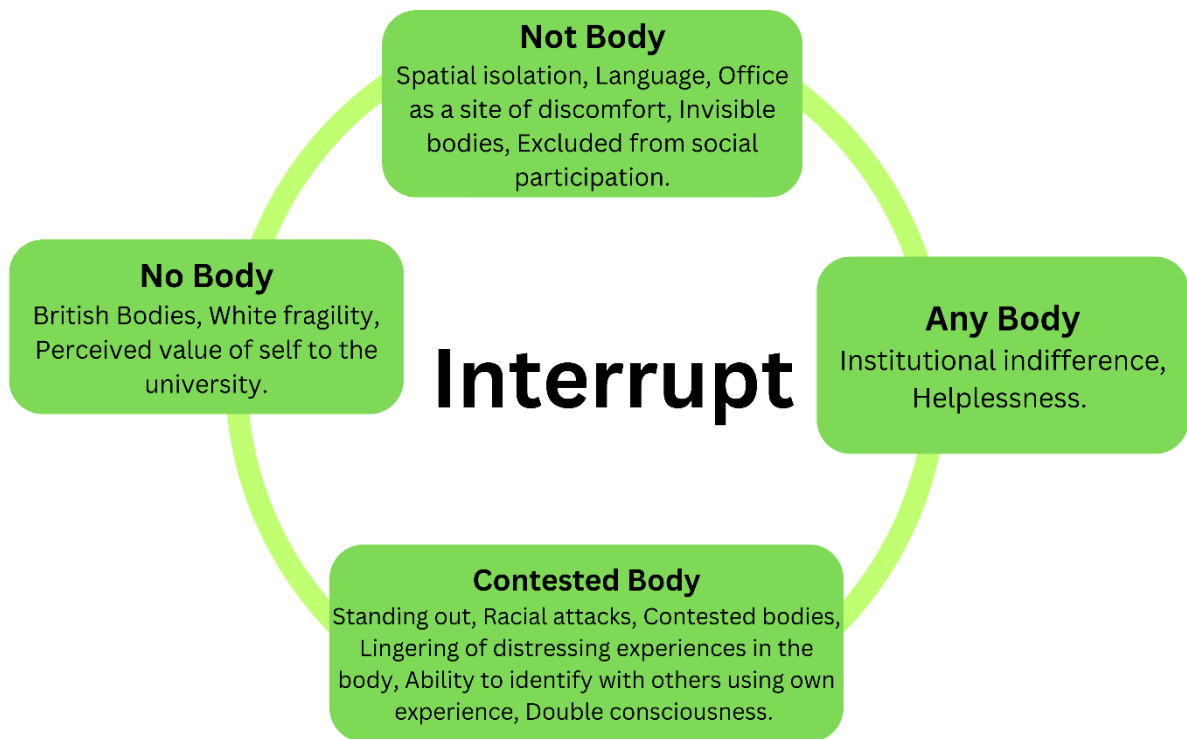 Not Body
Spatial isolation, Language, Office
as a site of discomfort, Invisible
bodies, Excluded from social
participation.
No Body
British Bodies, White fragility,
Perceived value of self to the
university.
Interrupt
Any Body
Institutional indifference,
Helplessness.
Contested Body
Standing out, Racial attacks, Contested bodies,
Lingering of distressing experiences in the
body, Ability to identify with others using own
experience, Double consciousness.